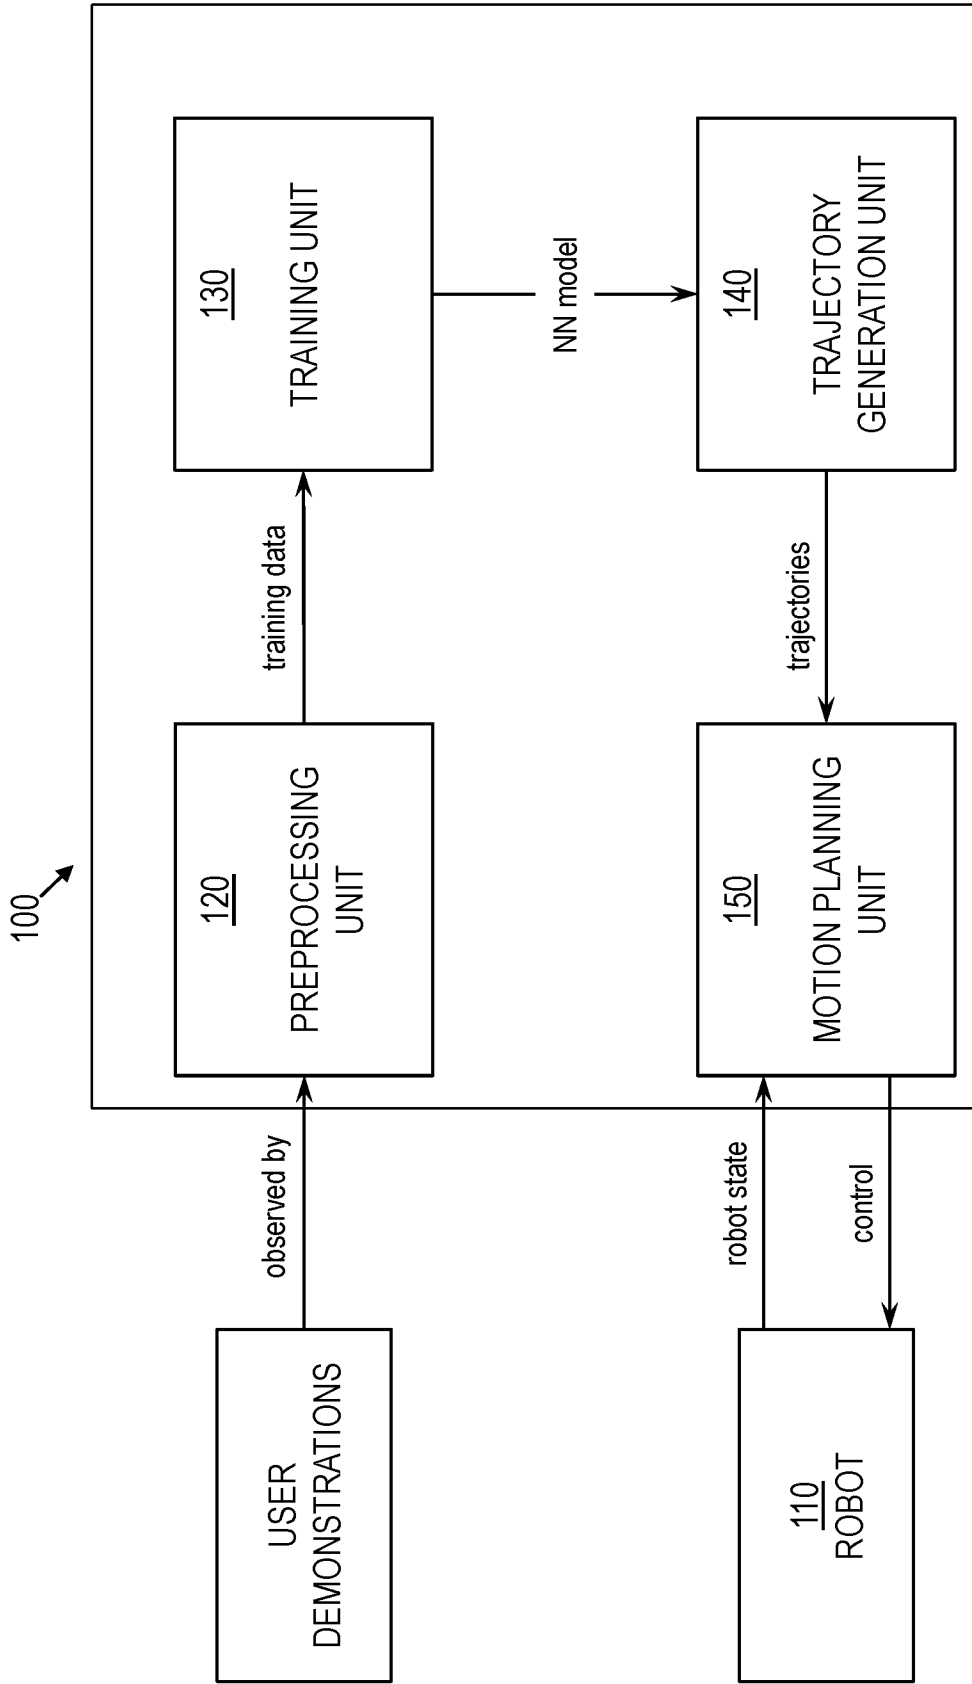 100
USER
DEMONSTRATIONS
observed by
120
PREPROCESSING
UNIT
training data
130
TRAINING UNIT
NN model
110
ROBOT
robot state
control
150
MOTION PLANNING
UNIT
trajectories
140
TRAJECTORY
GENERATION UNIT